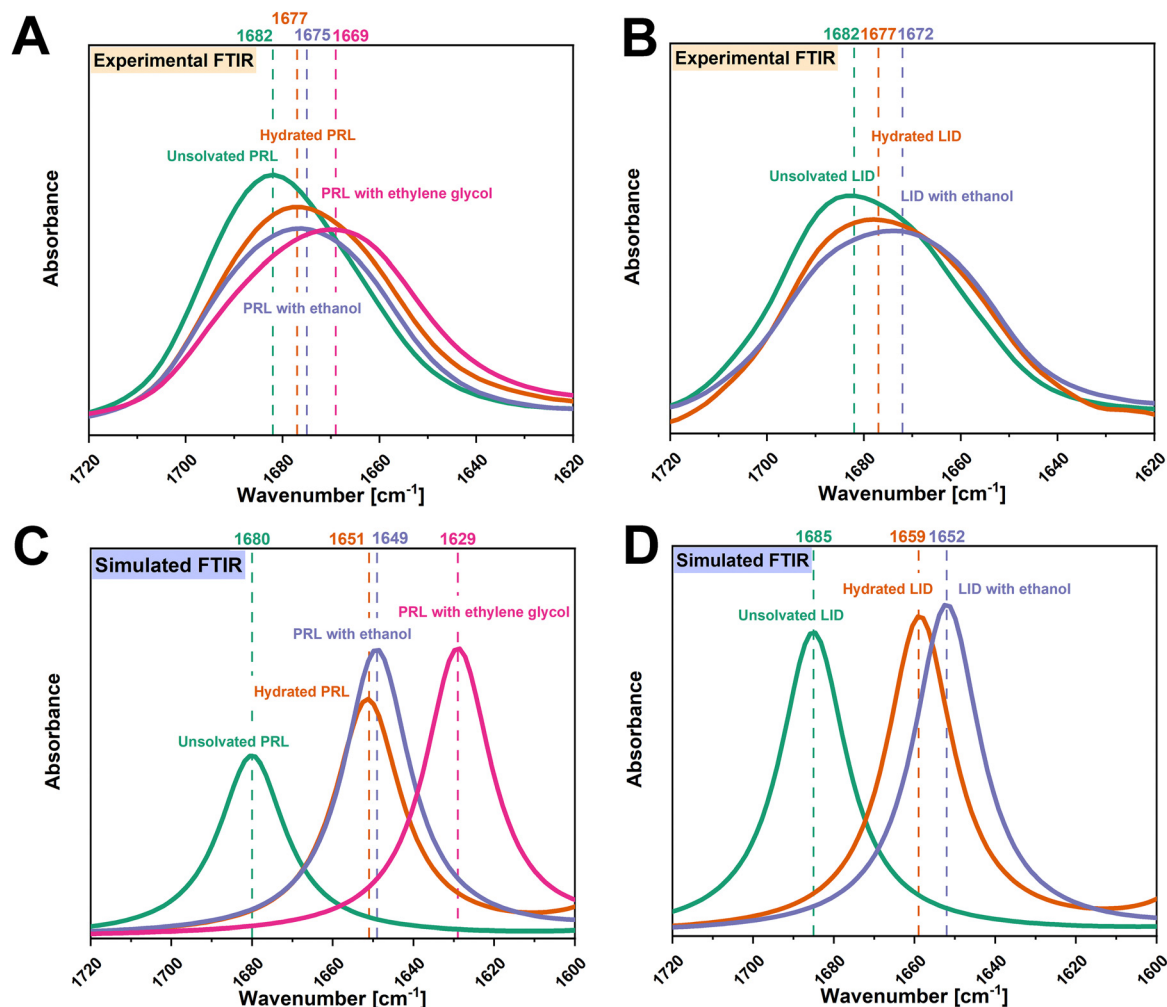 A
1677
1682 1675 1669
Experimental FTIR
Hydrated PRL
Unsolvated PRL
PRL with ethylene glycol
PRL with ethanol
Absorbance
1720 1700 1680 1660 1640 1620
Wavenumber [cm-1]
B
1682 1677 1672
Experimental FTIR
Hydrated LID
Unsolvated LID
LID with ethanol
Absorbance
1720 1700 1680 1660 1640 1620
Wavenumber [cm-1]
C
1680 1651 1649 1629
Simulated FTIR
PRL with ethylene glycol
PRL with ethanol
Hydrated PRL
Unsolvated PRL
Absorbance
1720 1700 1680 1660 1640 1620 1600
Wavenumber [cm-1]
D
1685 1659 1652
Simulated FTIR
Hydrated LID LID with ethanol
Unsolvated LID
Absorbance
1720 1700 1680 1660 1640 1620 1600
Wavenumber [cm-1]